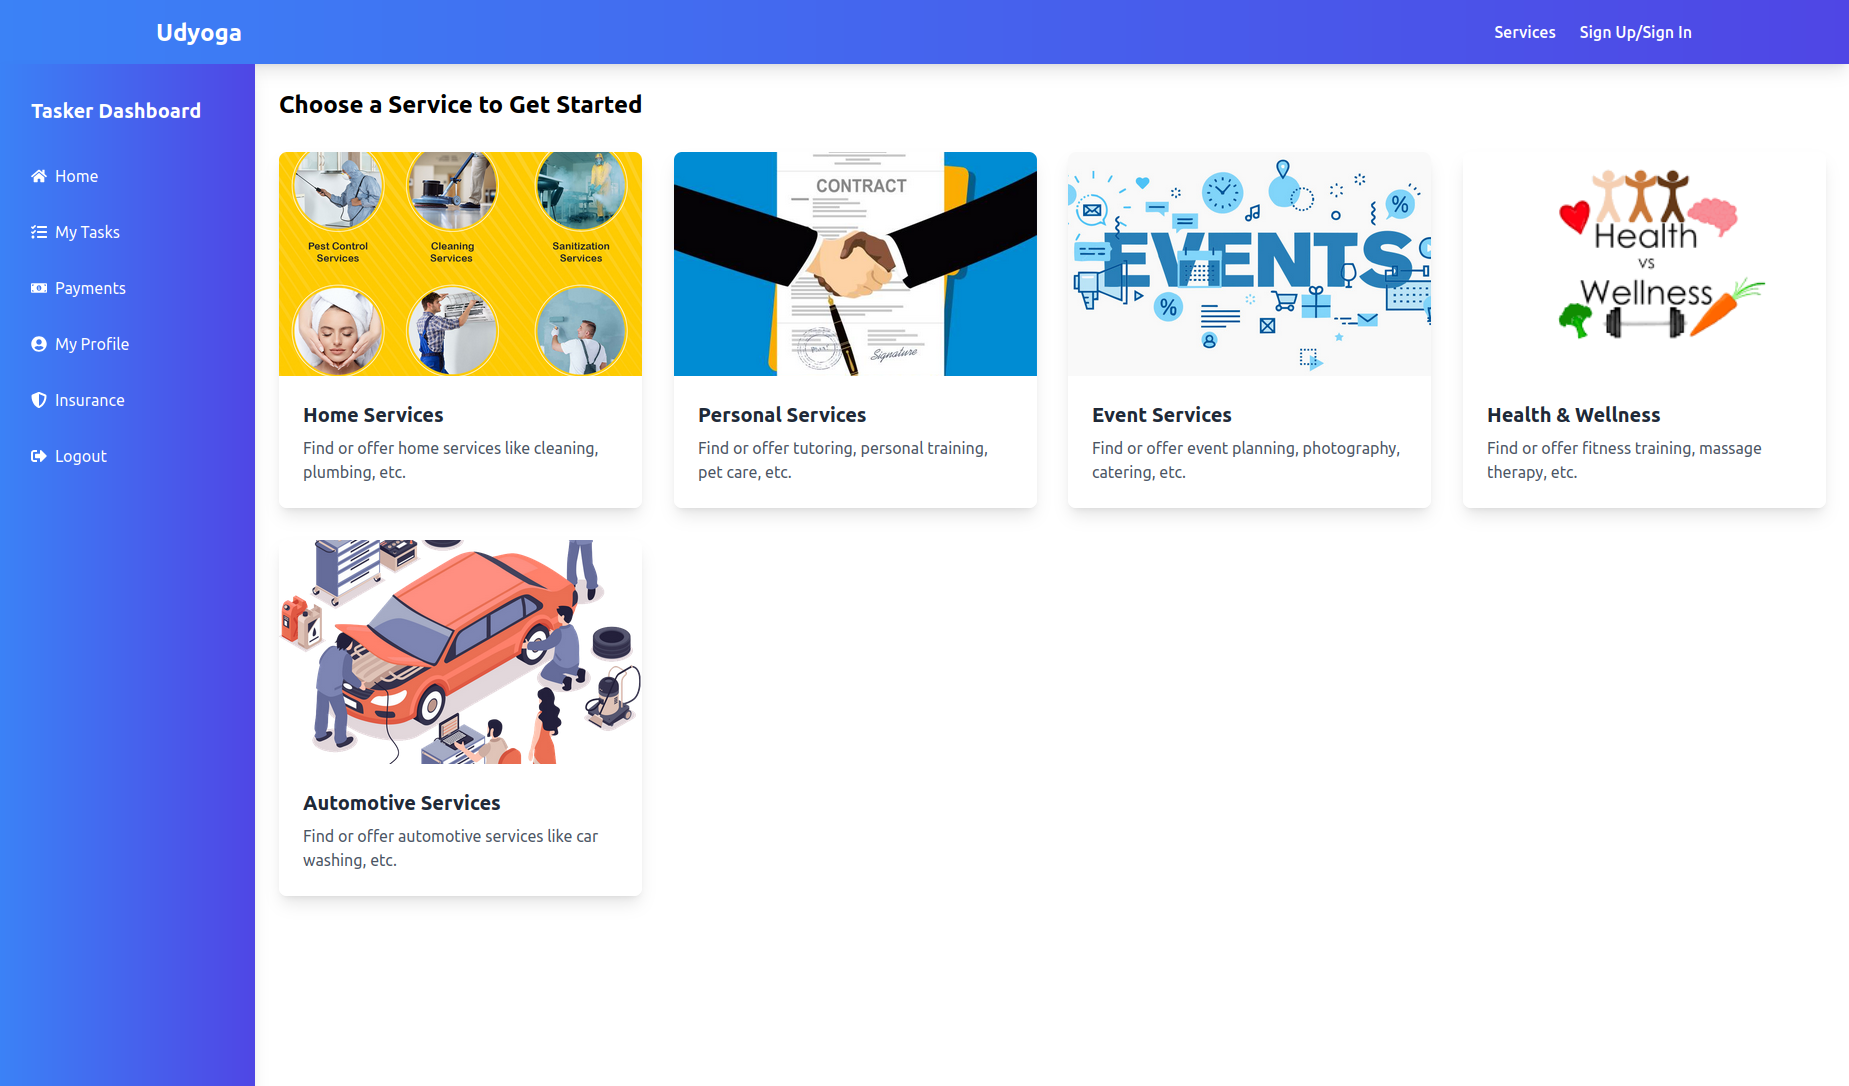 Udyoga
Services
Sign Up/Sign In
Tasker Dashboard
Home
My Tasks
Payments
My Profile
Insurance
Logout
Choose a Service to Get Started
Pest Control
Services
Cleaning
Services
Sanitization
Services
Home Services
Find or offer home services like cleaning,
plumbing, etc.
CONTRACT
Signature
Personal Services
Find or offer tutoring, personal training,
pet care, etc.
EVENTS
%
%
Event Services
Find or offer event planning, photography,
catering, etc.
Health
vs
Wellness
Health & Wellness
Find or offer fitness training, massage
therapy, etc.
Automotive Services
Find or offer automotive services like car
washing, etc.